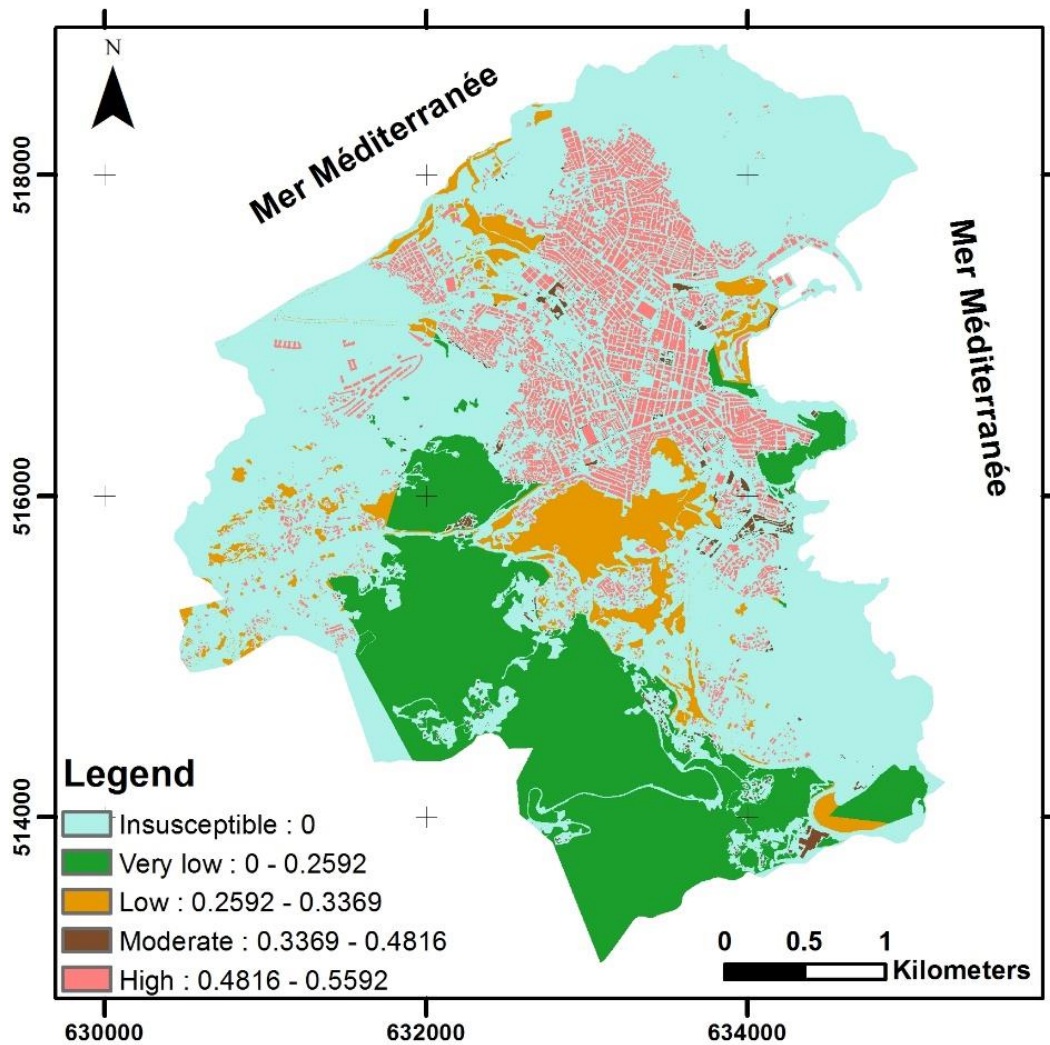 N
Mer Méditerranée
Mer Méditerranée
518000
516000
514000
Legend
Insusceptible : 0
Very low : 0 - 0.2592
Low : 0.2592 - 0.3369
Moderate : 0.3369 - 0.4816
High : 0.4816 - 0.5592
0 0.5 1
Kilometers
630000 632000 634000